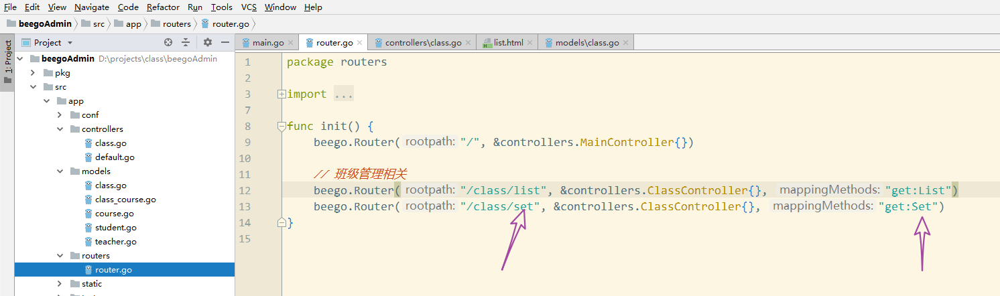 File Edit View Navigate Code Refactor Run Tools VCS Window Help
beegoAdmin src app routers router.go
1: Project
Project
main.go router.go controllers\class.go list.html models\class.go
beegoAdmin D:\projects\class\beegoAdmin
pkg
src
app
conf
controllers
class.go
default.go
models
class.go
class_course.go
course.go
student.go
teacher.go
routers
router.go
static
1 package routers
2
3 import ...
7
8 func init() {
9 beego.Router( rootpath: "/", &controllers.MainController{})
10
11 // 班级管理相关
12 beego.Router( rootpath: "/class/list", &controllers.ClassController{}, mappingMethods: "get:List")
13 beego.Router( rootpath: "/class/set", &controllers.ClassController{}, mappingMethods: "get:Set")
14 }
15